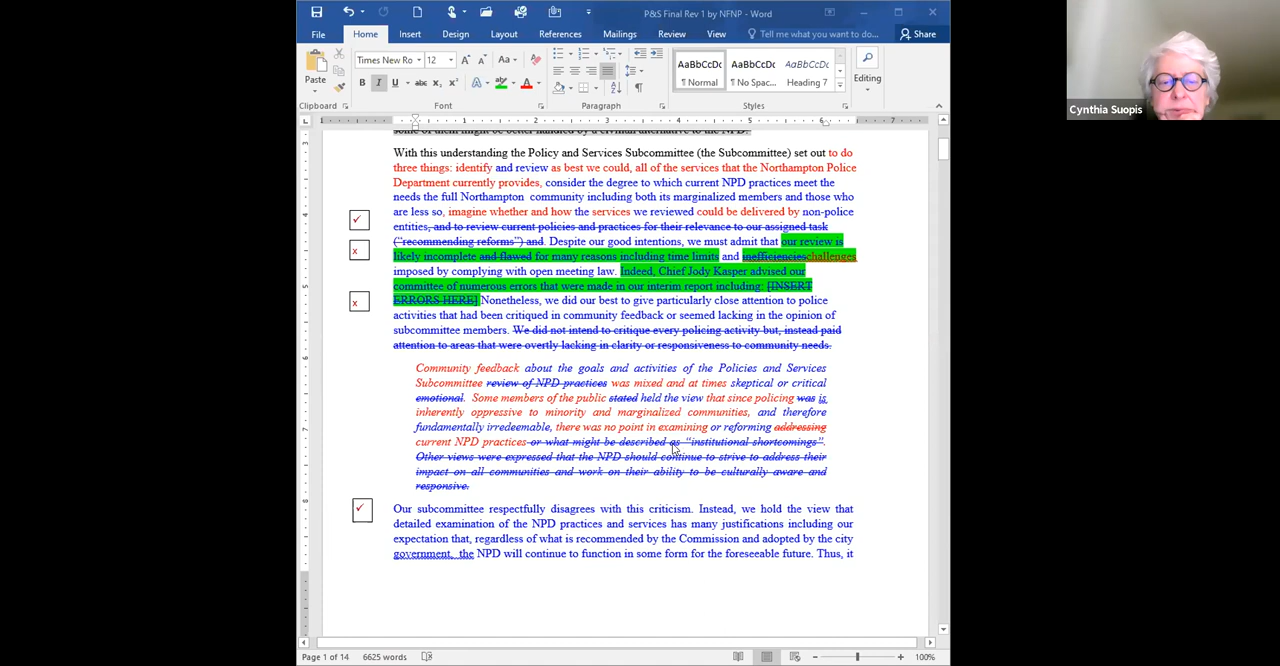 P&S Final Rev 1 by NFNP - Word
File Home Insert Design Layout References Mailings Review View Tell me what you want to do... Share
Paste
Times New Ro 12
AaBbCcDc AaBbCcDc AaBbCcDc
¶ Normal ¶ No Spac... Heading 7
Editing
Clipboard Font Paragraph Styles
Cynthia Suopis
some of them might be better handled by a civilian alternative to the NPD.
With this understanding the Policy and Services Subcommittee (the Subcommittee) set out to do
three things: identify and review as best we could, all of the services that the Northampton Police
Department currently provides, consider the degree to which current NPD practices meet the
needs the full Northampton community including both its marginalized members and those who
are less so, imagine whether and how the services we reviewed could be delivered by non-police
entities, and to review current policies and practices for their relevance to our assigned task
("recommending reforms") and. Despite our good intentions, we must admit that our review is
likely incomplete and flawed for many reasons including time limits and inefficiencieschallenges
imposed by complying with open meeting law. Indeed, Chief Jody Kasper advised our
committee of numerous errors that were made in our interim report including: [INSERT
ERRORS HERE] Nonetheless, we did our best to give particularly close attention to police
activities that had been critiqued in community feedback or seemed lacking in the opinion of
subcommittee members. We did not intend to critique every policing activity but, instead paid
attention to areas that were overtly lacking in clarity or responsiveness to community needs.
Community feedback about the goals and activities of the Policies and Services
Subcommittee review of NPD practices was mixed and at times skeptical or critical
emotional. Some members of the public stated held the view that since policing was is,
inherently oppressive to minority and marginalized communities, and therefore
fundamentally irredeemable, there was no point in examining or reforming addressing
current NPD practices or what might be described as "institutional shortcomings".
Other views were expressed that the NPD should continue to strive to address their
impact on all communities and work on their ability to be culturally aware and
responsive.
Our subcommittee respectfully disagrees with this criticism. Instead, we hold the view that
detailed examination of the NPD practices and services has many justifications including our
expectation that, regardless of what is recommended by the Commission and adopted by the city
government, the NPD will continue to function in some form for the foreseeable future. Thus, it
Page 1 of 14 6625 words 100%